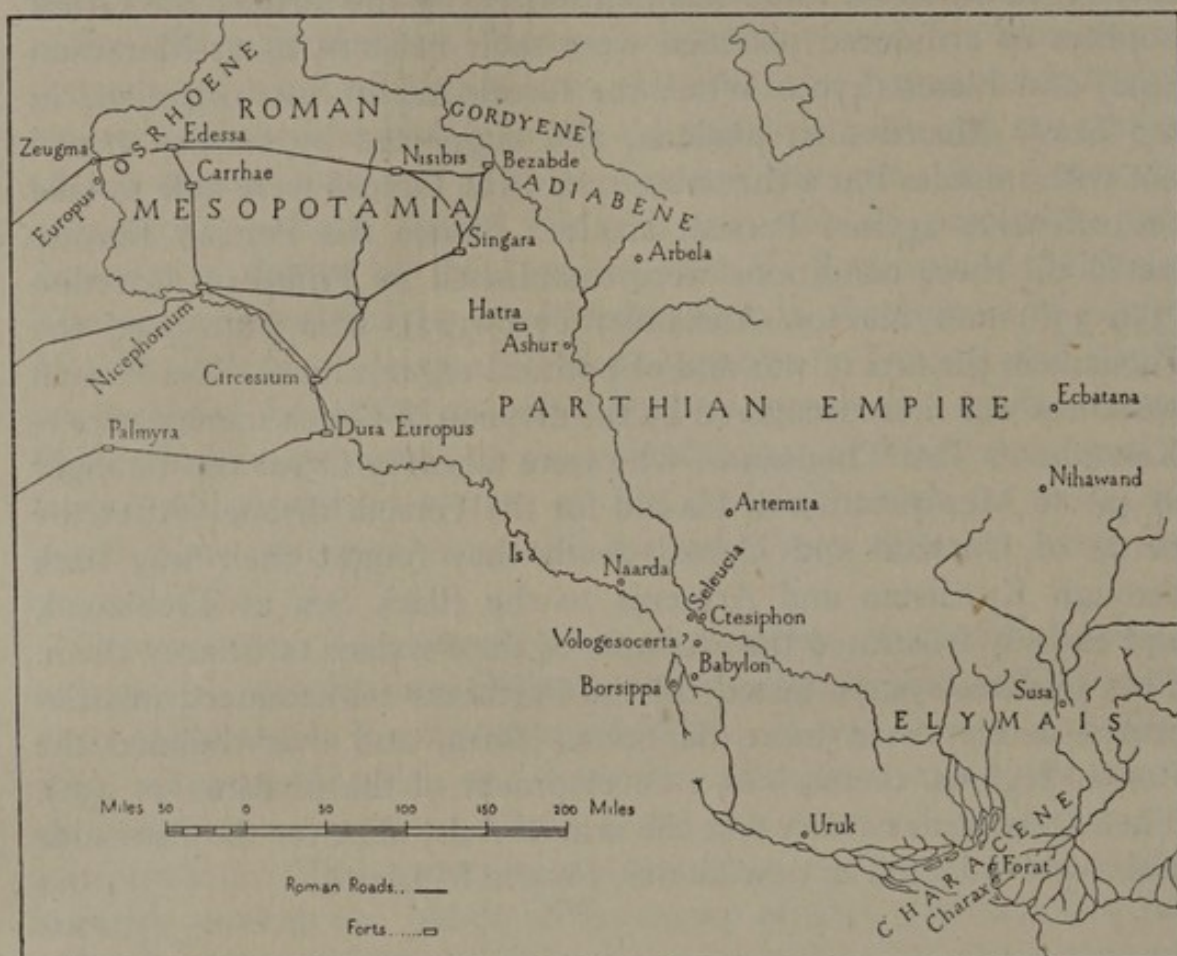 OSRHOENE
ROMAN
GORDYENE
Zeugma
Edessa
Nisibis
Bezabde
Carrhae
ADIABENE
Europus
MESOPOTAMIA
Singara
Arbela
Hatra
Ashur
Nicephorium
Circesium
PARTHIAN EMPIRE
Ecbatana
Palmyra
Dura Europus
Nihawand
Artemita
Is
Naarda
Seleucia
Ctesiphon
Vologesocerta?
Babylon
Borsippa
Susa
ELYMAIS
Miles 50 0 50 100 150 200 Miles
Uruk
CHARACENE
Forat
Charax
Roman Roads..
Forts......